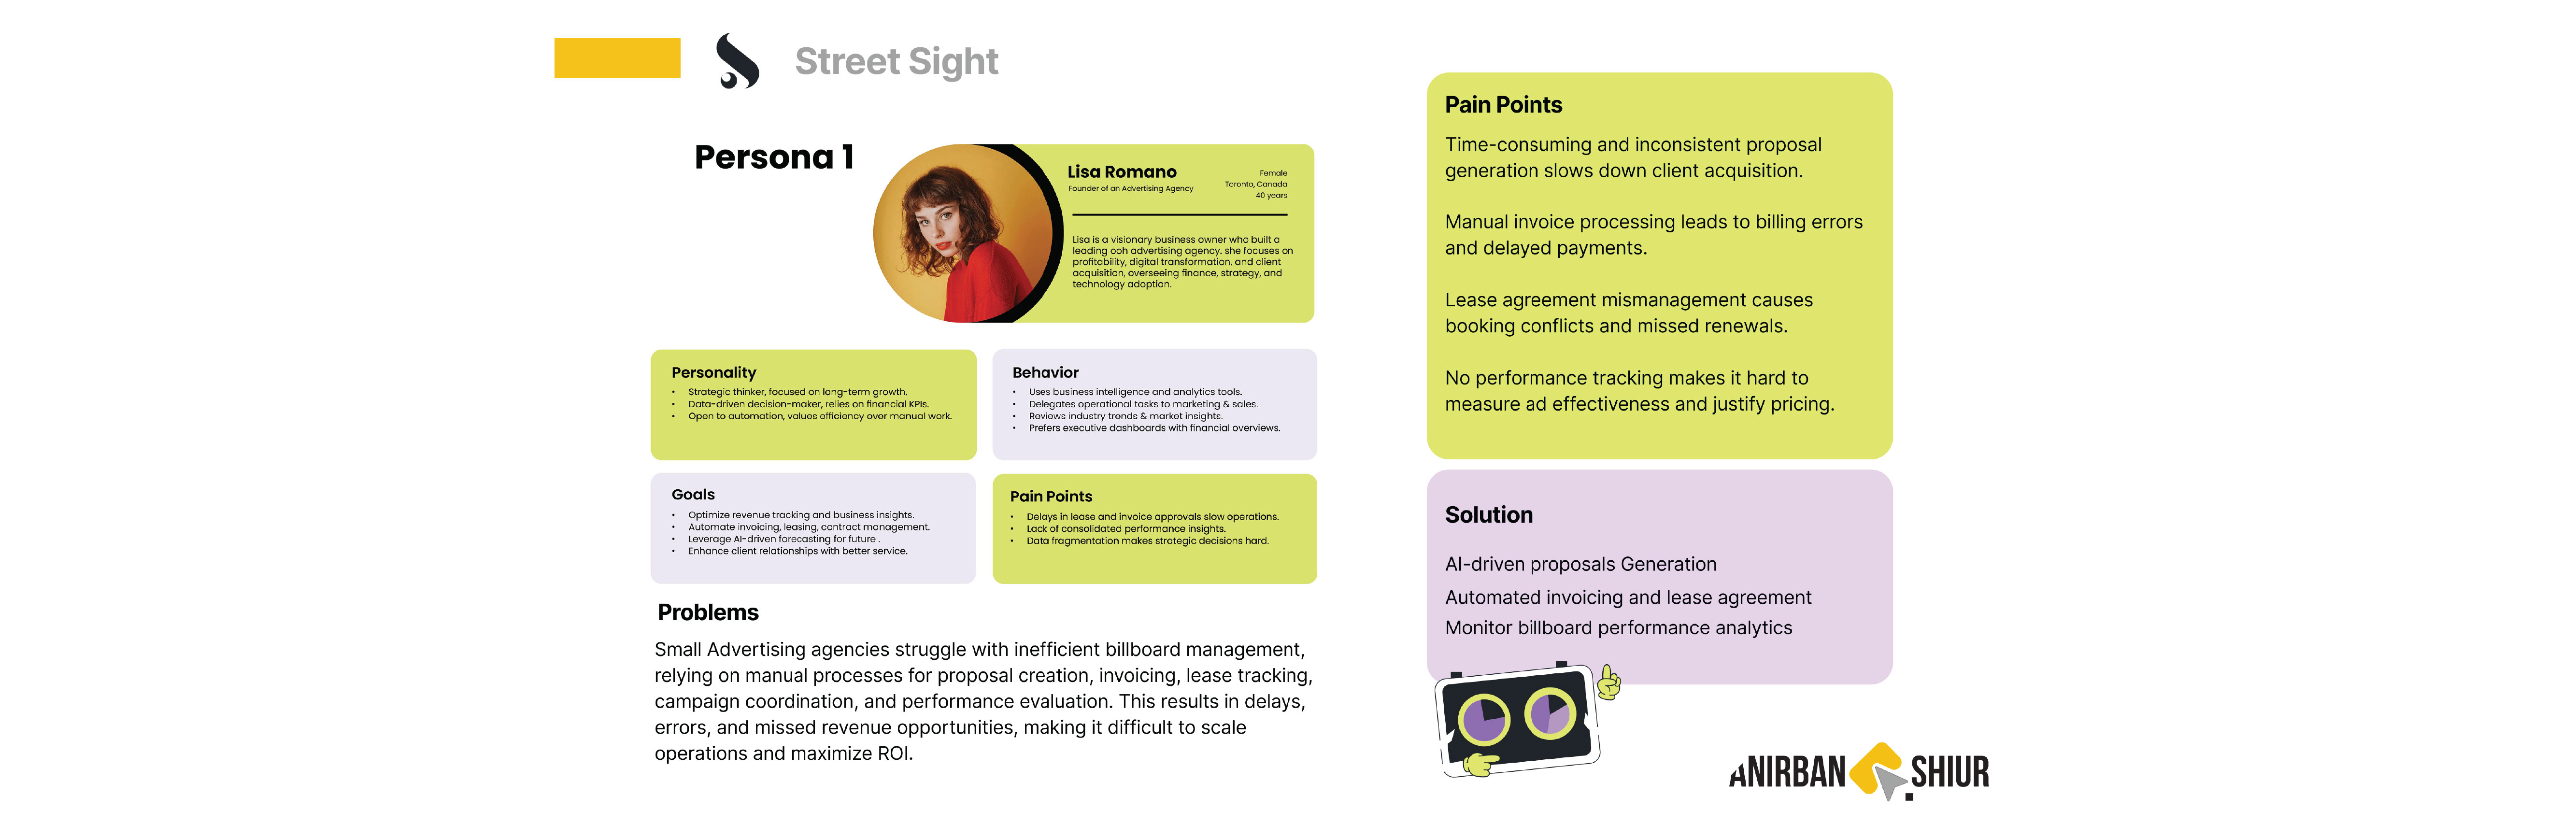 Street Sight
Persona 1
Lisa Romano
Founder of an Advertising Agency
Female
Toronto, Canada
40 years
Lisa is a visionary business owner who built a
leading ooh advertising agency. she focuses on
profitability, digital transformation, and client
acquisition, overseeing finance, strategy, and
technology adoption.
Personality
• Strategic thinker, focused on long-term growth.
• Data-driven decision-maker, relies on financial KPIs.
• Open to automation, values efficiency over manual work.
Behavior
• Uses business intelligence and analytics tools.
• Delegates operational tasks to marketing & sales.
• Reviews industry trends & market insights.
• Prefers executive dashboards with financial overviews.
Goals
• Optimize revenue tracking and business insights.
• Automate invoicing, leasing, contract management.
• Leverage AI-driven forecasting for future .
• Enhance client relationships with better service.
Pain Points
• Delays in lease and invoice approvals slow operations.
• Lack of consolidated performance insights.
• Data fragmentation makes strategic decisions hard.
Problems
Small Advertising agencies struggle with inefficient billboard management,
relying on manual processes for proposal creation, invoicing, lease tracking,
campaign coordination, and performance evaluation. This results in delays,
errors, and missed revenue opportunities, making it difficult to scale
operations and maximize ROI.
Pain Points
Time-consuming and inconsistent proposal
generation slows down client acquisition.
Manual invoice processing leads to billing errors
and delayed payments.
Lease agreement mismanagement causes
booking conflicts and missed renewals.
No performance tracking makes it hard to
measure ad effectiveness and justify pricing.
Solution
AI-driven proposals Generation
Automated invoicing and lease agreement
Monitor billboard performance analytics
ANIRBAN SHIUR